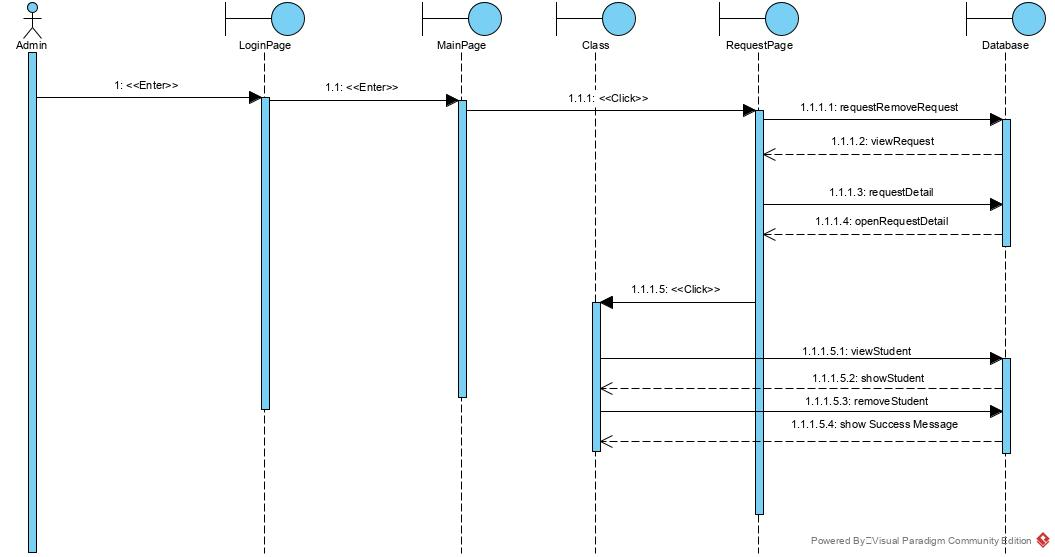 Admin
LoginPage
MainPage
Class
RequestPage
Database
1: <<Enter>>
1.1: <<Enter>>
1.1.1: <<Click>>
1.1.1.1: requestRemoveRequest
1.1.1.2: viewRequest
1.1.1.3: requestDetail
1.1.1.4: openRequestDetail
1.1.1.5: <<Click>>
1.1.1.5.1: viewStudent
1.1.1.5.2: showStudent
1.1.1.5.3: removeStudent
1.1.1.5.4: show Success Message
Powered By Visual Paradigm Community Edition